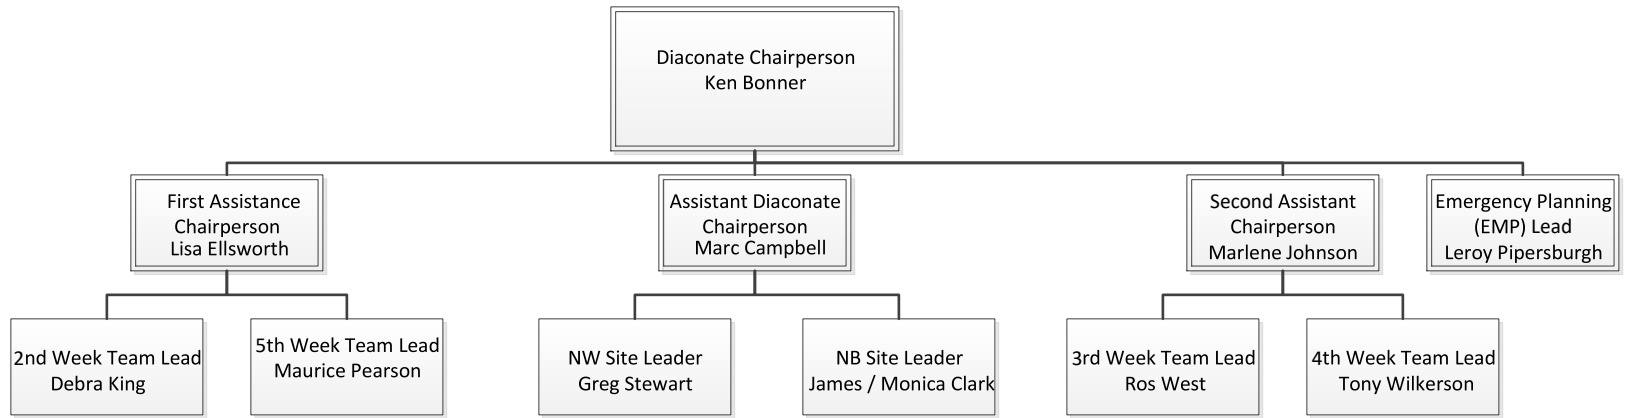 Diaconate Chairperson
Ken Bonner
First Assistance
Chairperson
Lisa Ellsworth
Assistant Diaconate
Chairperson
Marc Campbell
Second Assistant
Chairperson
Marlene Johnson
Emergency Planning
(EMP) Lead
Leroy Pipersburgh
2nd Week Team Lead
Debra King
5th Week Team Lead
Maurice Pearson
NW Site Leader
Greg Stewart
NB Site Leader
James / Monica Clark
3rd Week Team Lead
Ros West
4th Week Team Lead
Tony Wilkerson